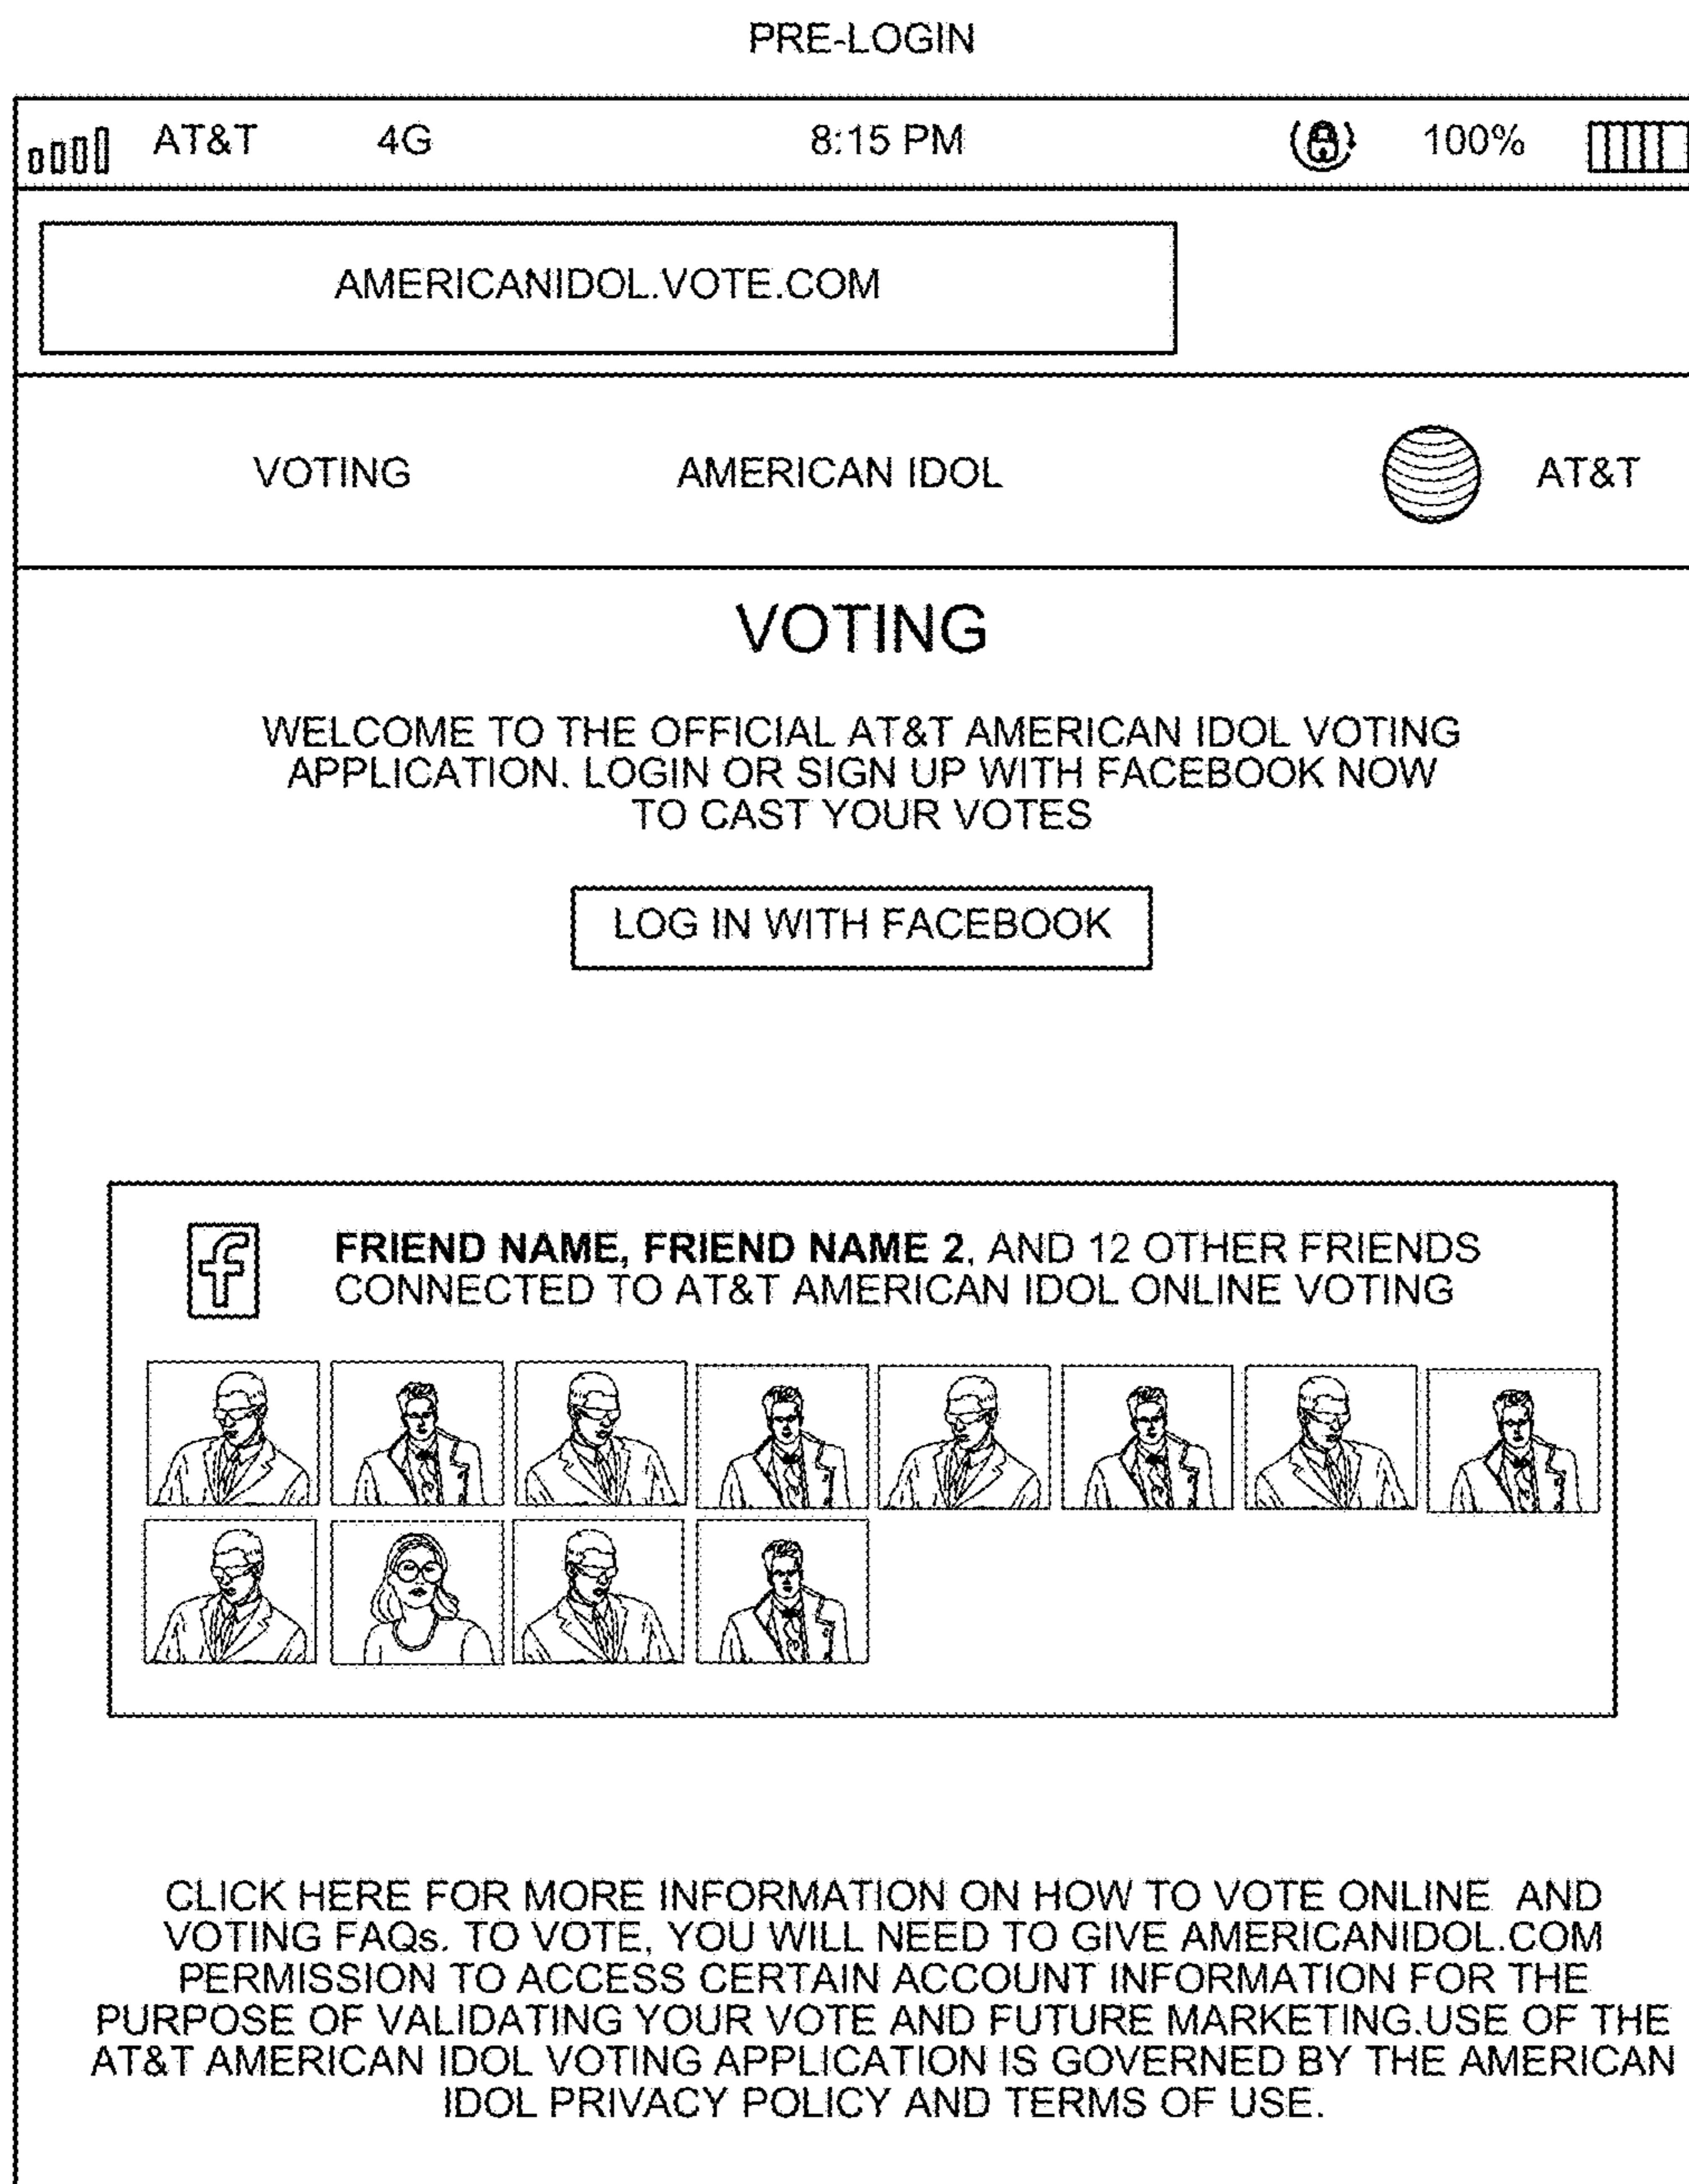 PRE-LOGIN
AT&T 4G 8:15 PM 100%
AMERICANIDOL.VOTE.COM
VOTING AMERICAN IDOL AT&T
VOTING
WELCOME TO THE OFFICIAL AT&T AMERICAN IDOL VOTING
APPLICATION. LOGIN OR SIGN UP WITH FACEBOOK NOW
TO CAST YOUR VOTES
LOG IN WITH FACEBOOK
f FRIEND NAME, FRIEND NAME 2, AND 12 OTHER FRIENDS
CONNECTED TO AT&T AMERICAN IDOL ONLINE VOTING
CLICK HERE FOR MORE INFORMATION ON HOW TO VOTE ONLINE AND
VOTING FAQs. TO VOTE, YOU WILL NEED TO GIVE AMERICANIDOL.COM
PERMISSION TO ACCESS CERTAIN ACCOUNT INFORMATION FOR THE
PURPOSE OF VALIDATING YOUR VOTE AND FUTURE MARKETING.USE OF THE
AT&T AMERICAN IDOL VOTING APPLICATION IS GOVERNED BY THE AMERICAN
IDOL PRIVACY POLICY AND TERMS OF USE.